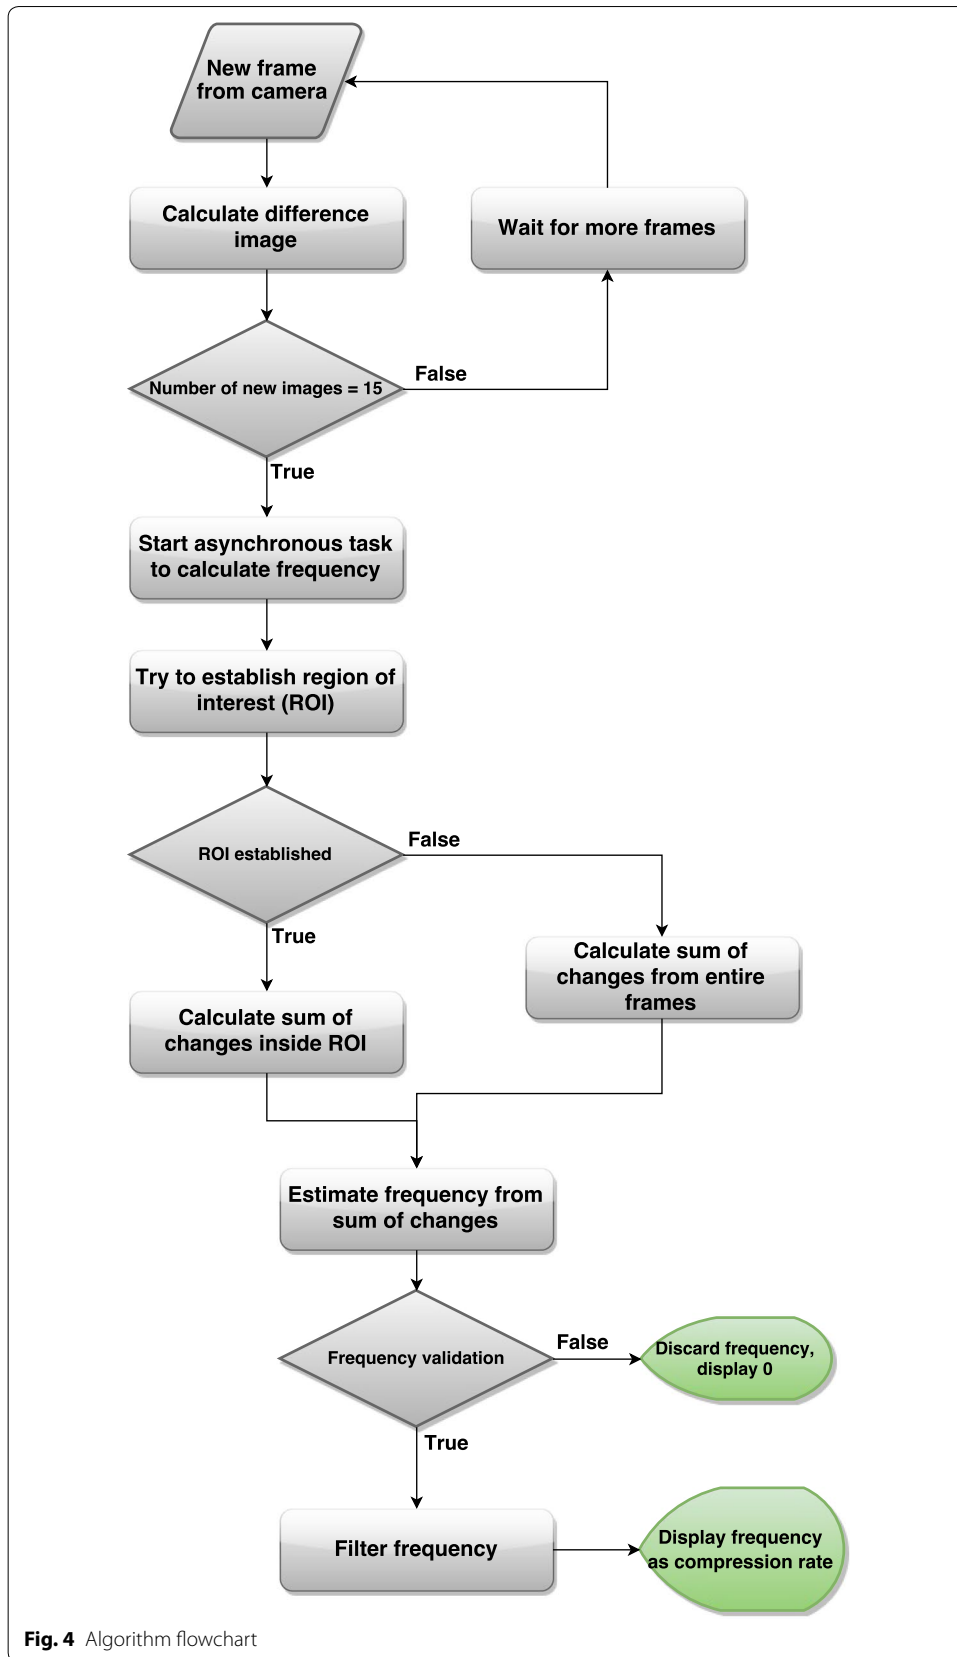 New frame
from camera
Calculate difference
image
Wait for more frames
Number of new images = 15
False
True
Start asynchronous task
to calculate frequency
Try to establish region of
interest (ROI)
ROI established
False
True
Calculate sum of
changes from entire
frames
Calculate sum of
changes inside ROI
Estimate frequency from
sum of changes
Frequency validation
False
Discard frequency,
display 0
True
Filter frequency
Display frequency
as compression rate
Fig. 4 Algorithm flowchart